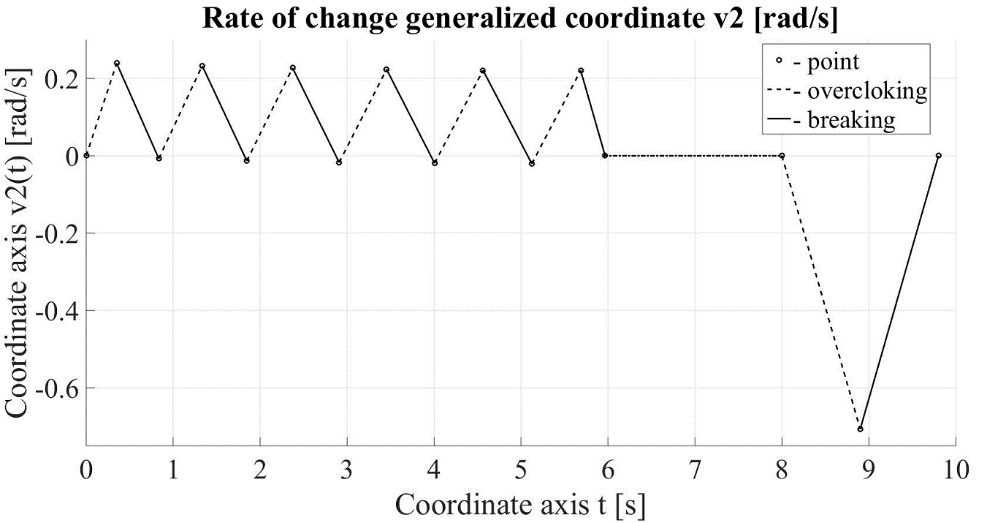 Rate of change generalized coordinate v2 [rad/s]
Coordinate axis v2(t) [rad/s]
0.2
0
-0.2
-0.4
-0.6
- point
- overcloking
- breaking
0 1 2 3 4 5 6 7 8 9 10
Coordinate axis t [s]